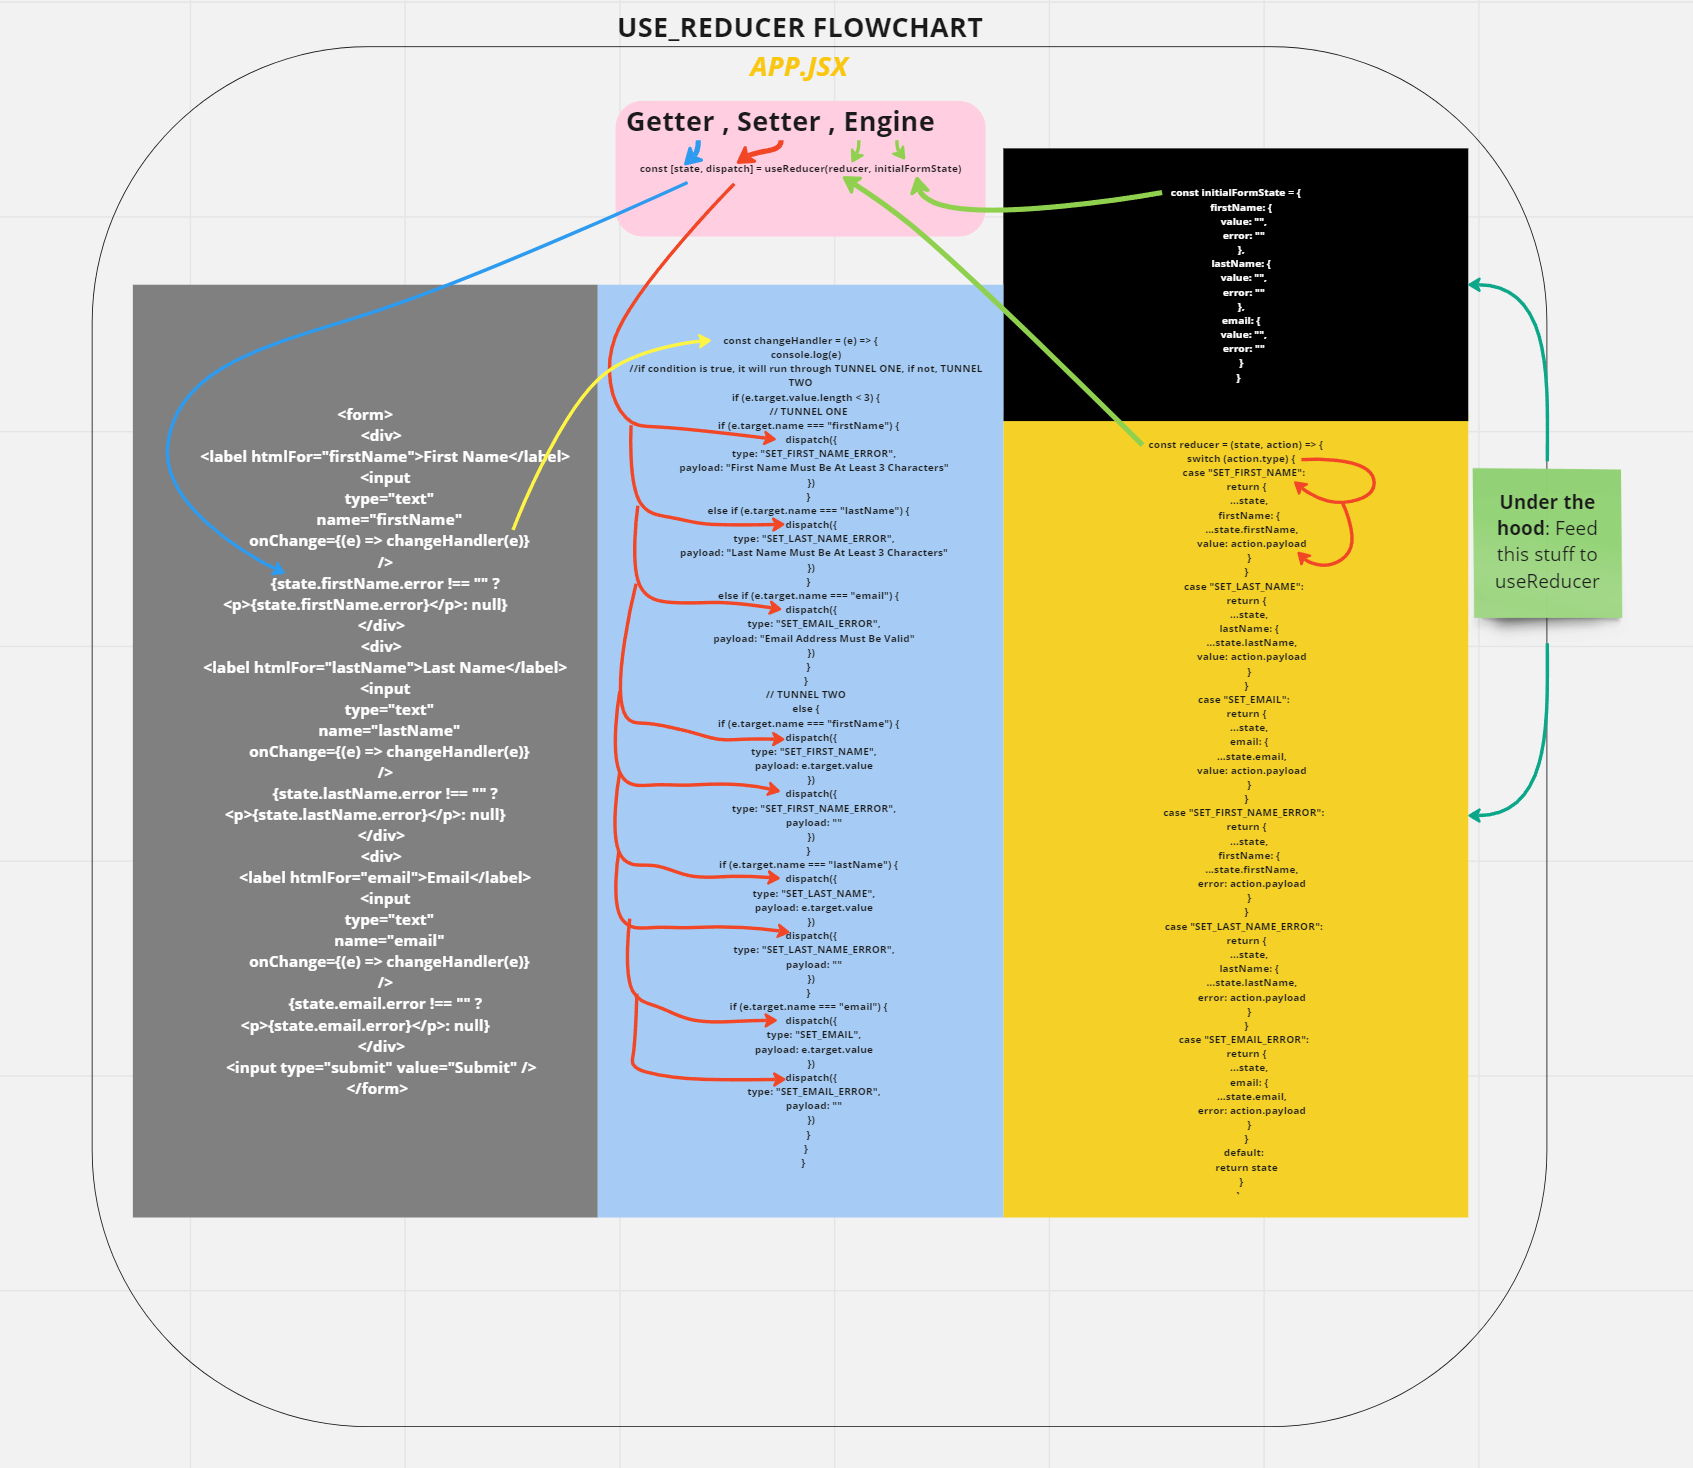 USE_REDUCER FLOWCHART
APP.JSX
Getter , Setter , Engine
const [state, dispatch] = useReducer(reducer, initialFormState)
<form>
<div>
<label htmlFor="firstName">First Name</label>
<input
type="text"
name="firstName"
onChange={(e) => changeHandler(e)}
/>
{state.firstName.error !== "" ?
<p>{state.firstName.error}</p>: null}
</div>
<div>
<label htmlFor="lastName">Last Name</label>
<input
type="text"
name="lastName"
onChange={(e) => changeHandler(e)}
/>
{state.lastName.error !== "" ?
<p>{state.lastName.error}</p>: null}
</div>
<div>
<label htmlFor="email">Email</label>
<input
type="text"
name="email"
onChange={(e) => changeHandler(e)}
/>
{state.email.error !== "" ?
<p>{state.email.error}</p>: null}
</div>
<input type="submit" value="Submit" />
</form>
const changeHandler = (e) => {
console.log(e)
//if condition is true, it will run through TUNNEL ONE, if not, TUNNEL
TWO
if (e.target.value.length < 3) {
// TUNNEL ONE
if (e.target.name === "firstName") {
dispatch({
type: "SET_FIRST_NAME_ERROR",
payload: "First Name Must Be At Least 3 Characters"
})
}
else if (e.target.name === "lastName") {
dispatch({
type: "SET_LAST_NAME_ERROR",
payload: "Last Name Must Be At Least 3 Characters"
})
}
else if (e.target.name === "email") {
dispatch({
type: "SET_EMAIL_ERROR",
payload: "Email Address Must Be Valid"
})
}
}
// TUNNEL TWO
else {
if (e.target.name === "firstName") {
dispatch({
type: "SET_FIRST_NAME",
payload: e.target.value
})
dispatch({
type: "SET_FIRST_NAME_ERROR",
payload: ""
})
}
if (e.target.name === "lastName") {
dispatch({
type: "SET_LAST_NAME",
payload: e.target.value
})
dispatch({
type: "SET_LAST_NAME_ERROR",
payload: ""
})
}
if (e.target.name === "email") {
dispatch({
type: "SET_EMAIL",
payload: e.target.value
})
dispatch({
type: "SET_EMAIL_ERROR",
payload: ""
})
}
}
}
const initialFormState = {
firstName: {
value: "",
error: ""
},
lastName: {
value: "",
error: ""
},
email: {
value: "",
error: ""
}
}
const reducer = (state, action) => {
switch (action.type) {
case "SET_FIRST_NAME":
return {
...state,
firstName: {
...state.firstName,
value: action.payload
}
}
case "SET_LAST_NAME":
return {
...state,
lastName: {
...state.lastName,
value: action.payload
}
}
case "SET_EMAIL":
return {
...state,
email: {
...state.email,
value: action.payload
}
}
case "SET_FIRST_NAME_ERROR":
return {
...state,
firstName: {
...state.firstName,
error: action.payload
}
}
case "SET_LAST_NAME_ERROR":
return {
...state,
lastName: {
...state.lastName,
error: action.payload
}
}
case "SET_EMAIL_ERROR":
return {
...state,
email: {
...state.email,
error: action.payload
}
}
default:
return state
}
Under the
hood: Feed
this stuff to
useReducer